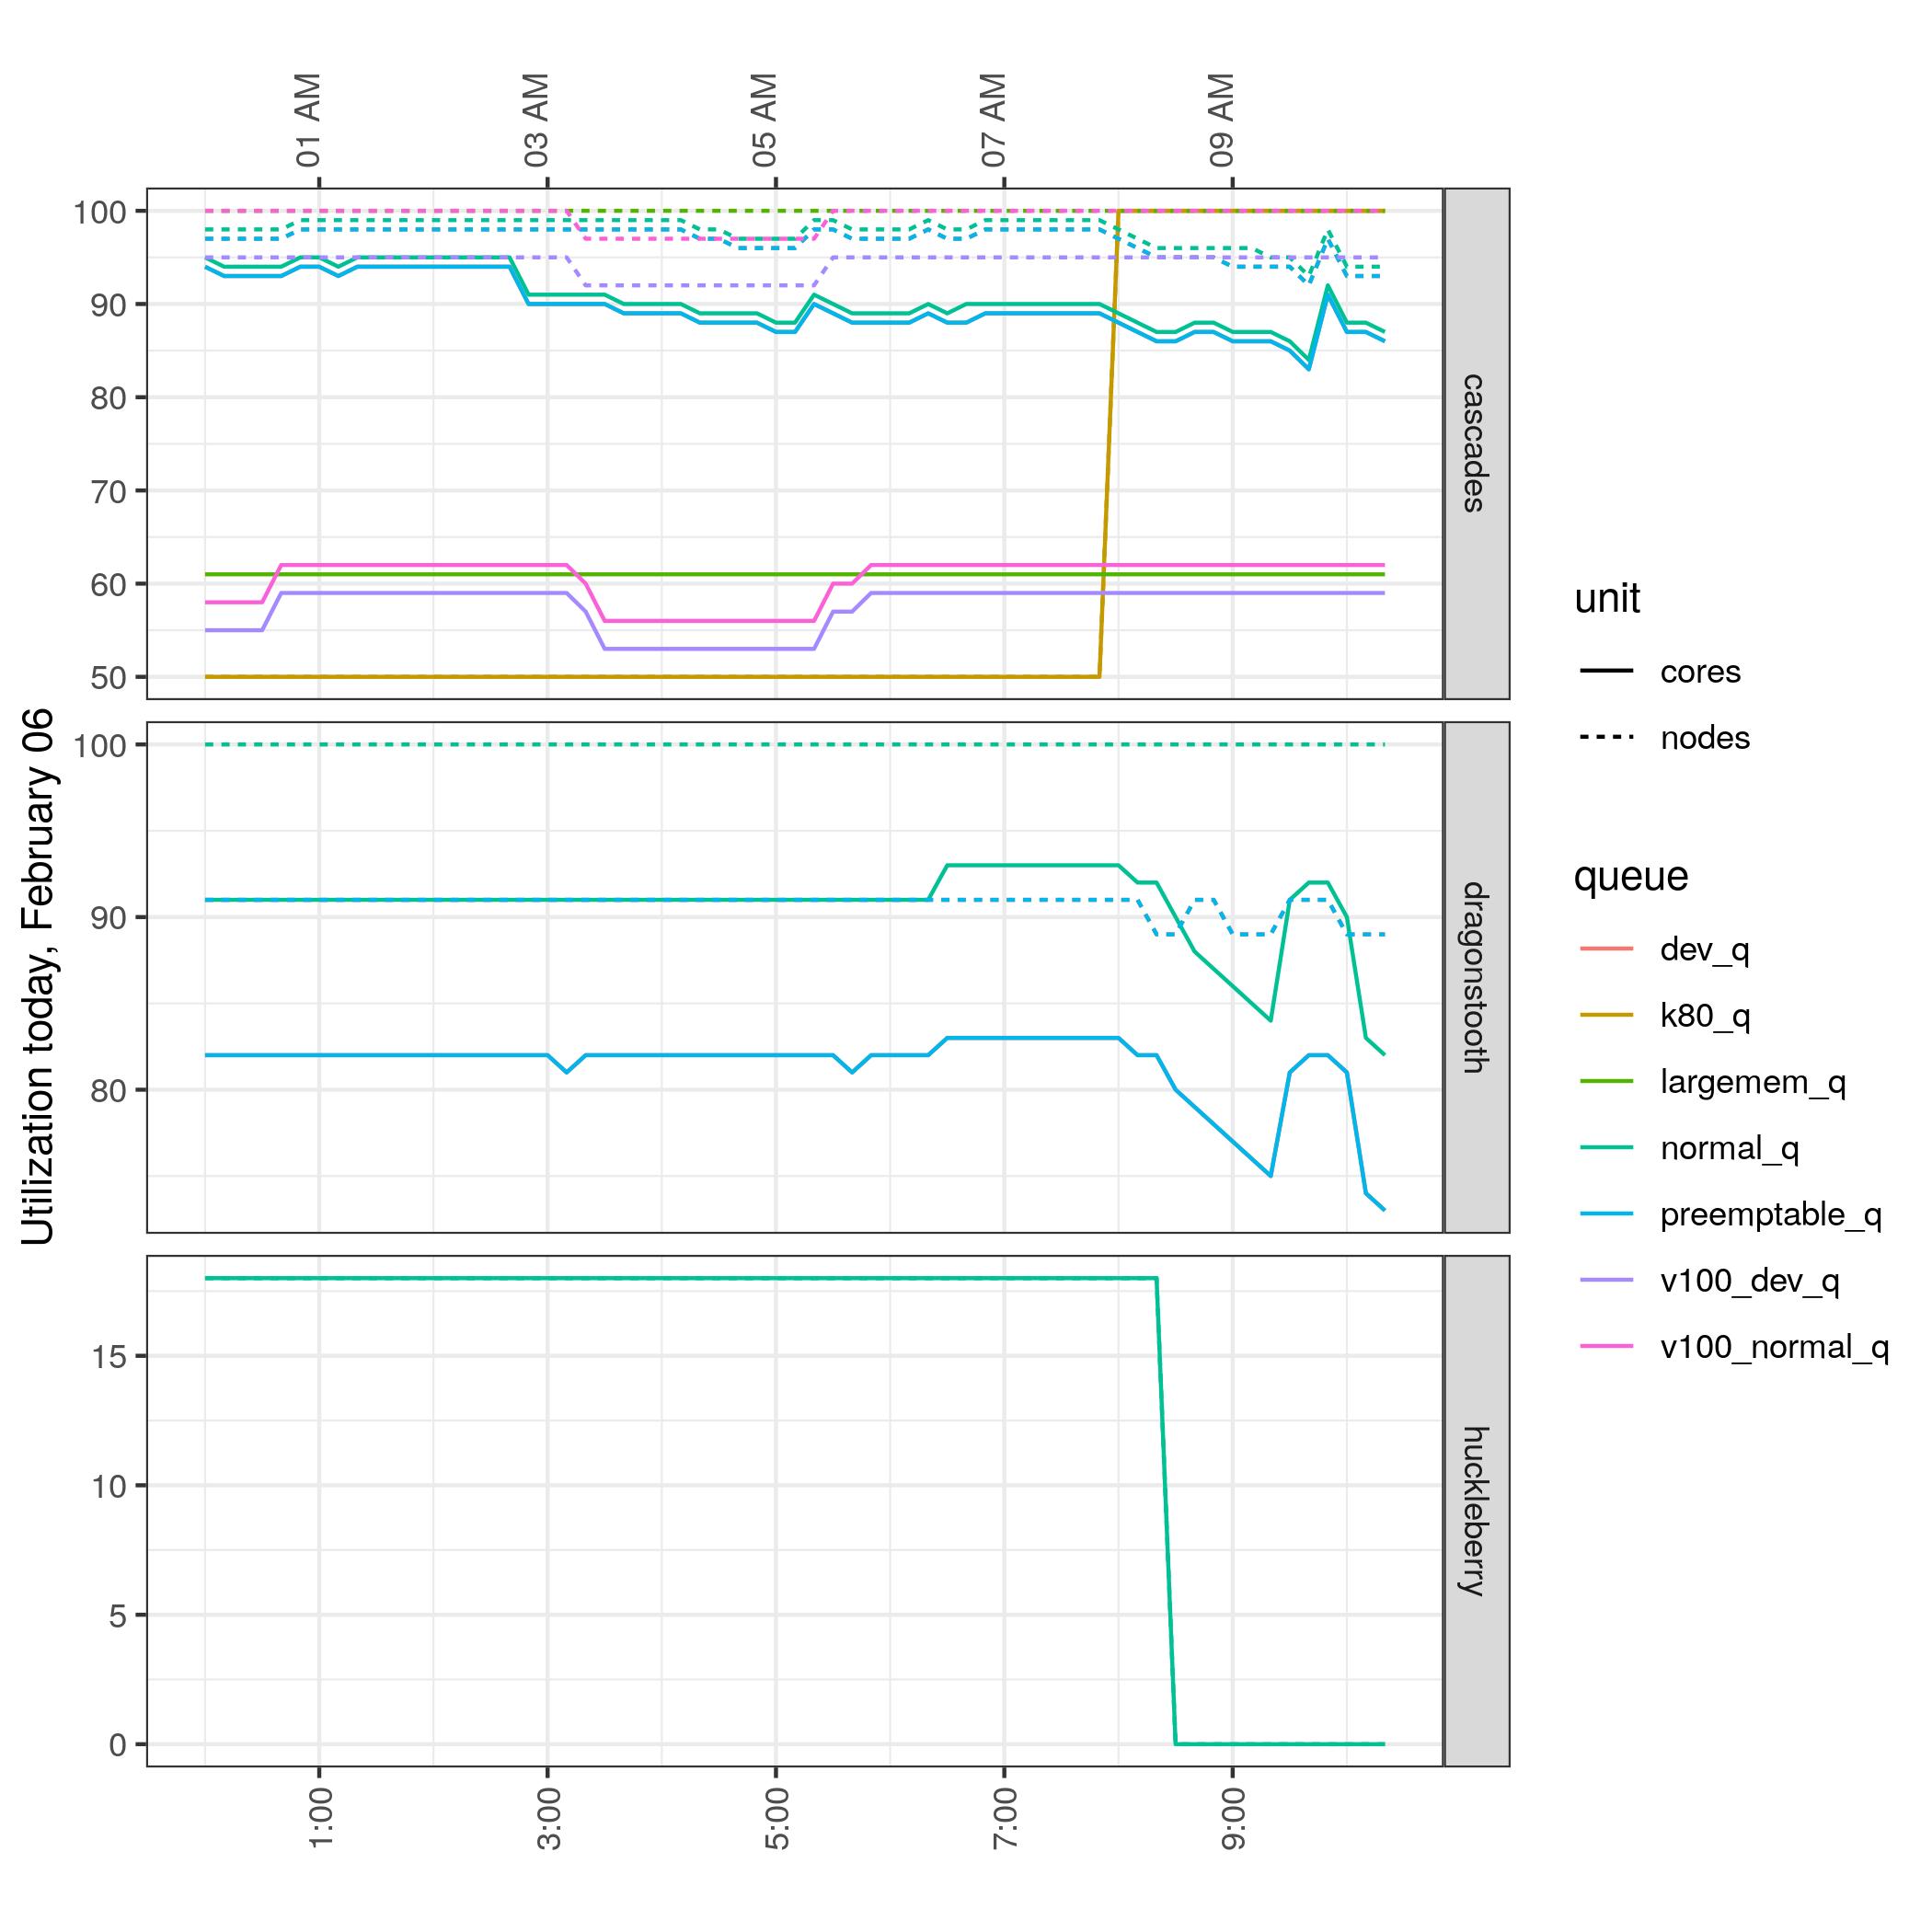 01 AM
03 AM
05 AM
07 AM
09 AM
100
90
80
70
60
50
cascades
100
90
80
dragonstooth
15
10
5
0
huckleberry
1:00
3:00
5:00
7:00
9:00
Utilization today, February 06
unit
cores
nodes
queue
dev_q
k80_q
largemem_q
normal_q
preemptable_q
v100_dev_q
v100_normal_q